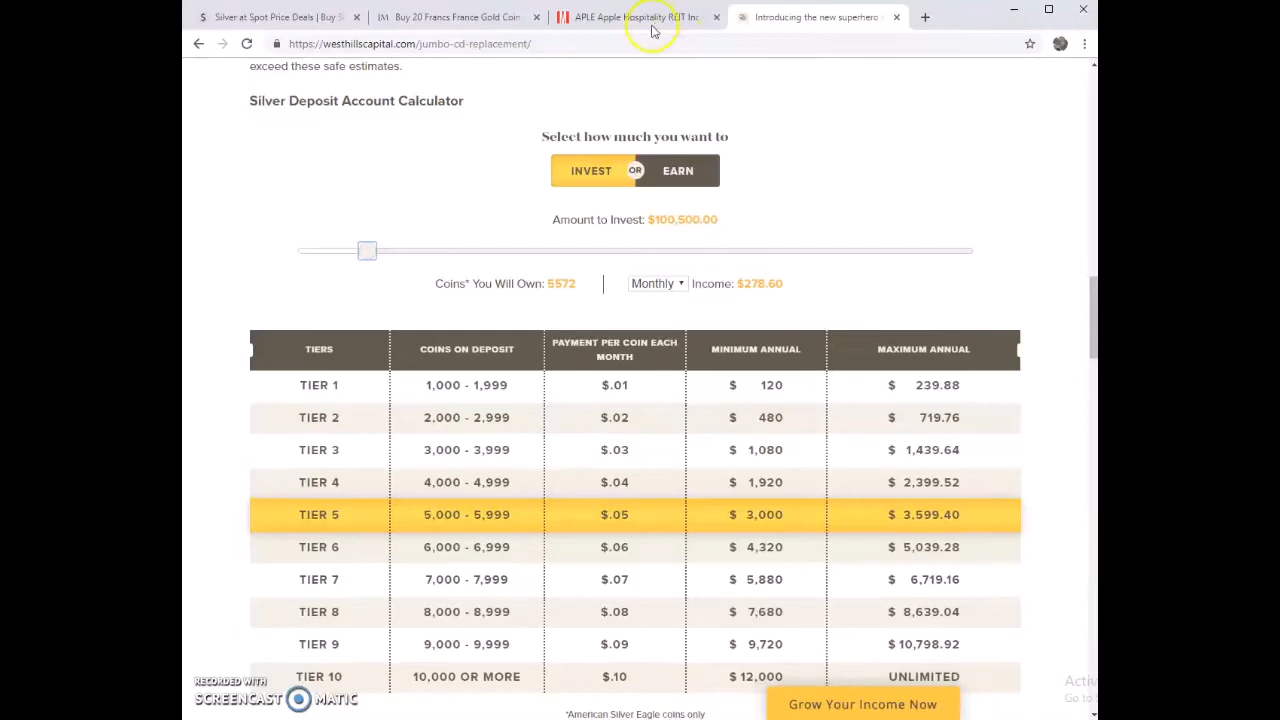 Silver at Spot Price Deals | Buy Si
Buy 20 Francs France Gold Coin
APLE Apple Hospitality REIT Inc
Introducing the new superhero
https://westhillscapital.com/jumbo-cd-replacement/
exceed these safe estimates.
Silver Deposit Account Calculator
Select how much you want to
INVEST OR EARN
Amount to Invest: $100,500.00
Coins* You Will Own: 5572
Monthly Income: $278.60
TIERS COINS ON DEPOSIT PAYMENT PER COIN EACH MONTH MINIMUM ANNUAL MAXIMUM ANNUAL
TIER 1 1,000 - 1,999 $.01 $ 120 $ 239.88
TIER 2 2,000 - 2,999 $.02 $ 480 $ 719.76
TIER 3 3,000 - 3,999 $.03 $ 1,080 $ 1,439.64
TIER 4 4,000 - 4,999 $.04 $ 1,920 $ 2,399.52
TIER 5 5,000 - 5,999 $.05 $ 3,000 $ 3,599.40
TIER 6 6,000 - 6,999 $.06 $ 4,320 $ 5,039.28
TIER 7 7,000 - 7,999 $.07 $ 5,880 $ 6,719.16
TIER 8 8,000 - 8,999 $.08 $ 7,680 $ 8,639.04
TIER 9 9,000 - 9,999 $.09 $ 9,720 $ 10,798.92
TIER 10 10,000 OR MORE $.10 $ 12,000 UNLIMITED
*American Silver Eagle coins only
Grow Your Income Now
RECORDED WITH
SCREENCAST MATIC
Activ
Go to